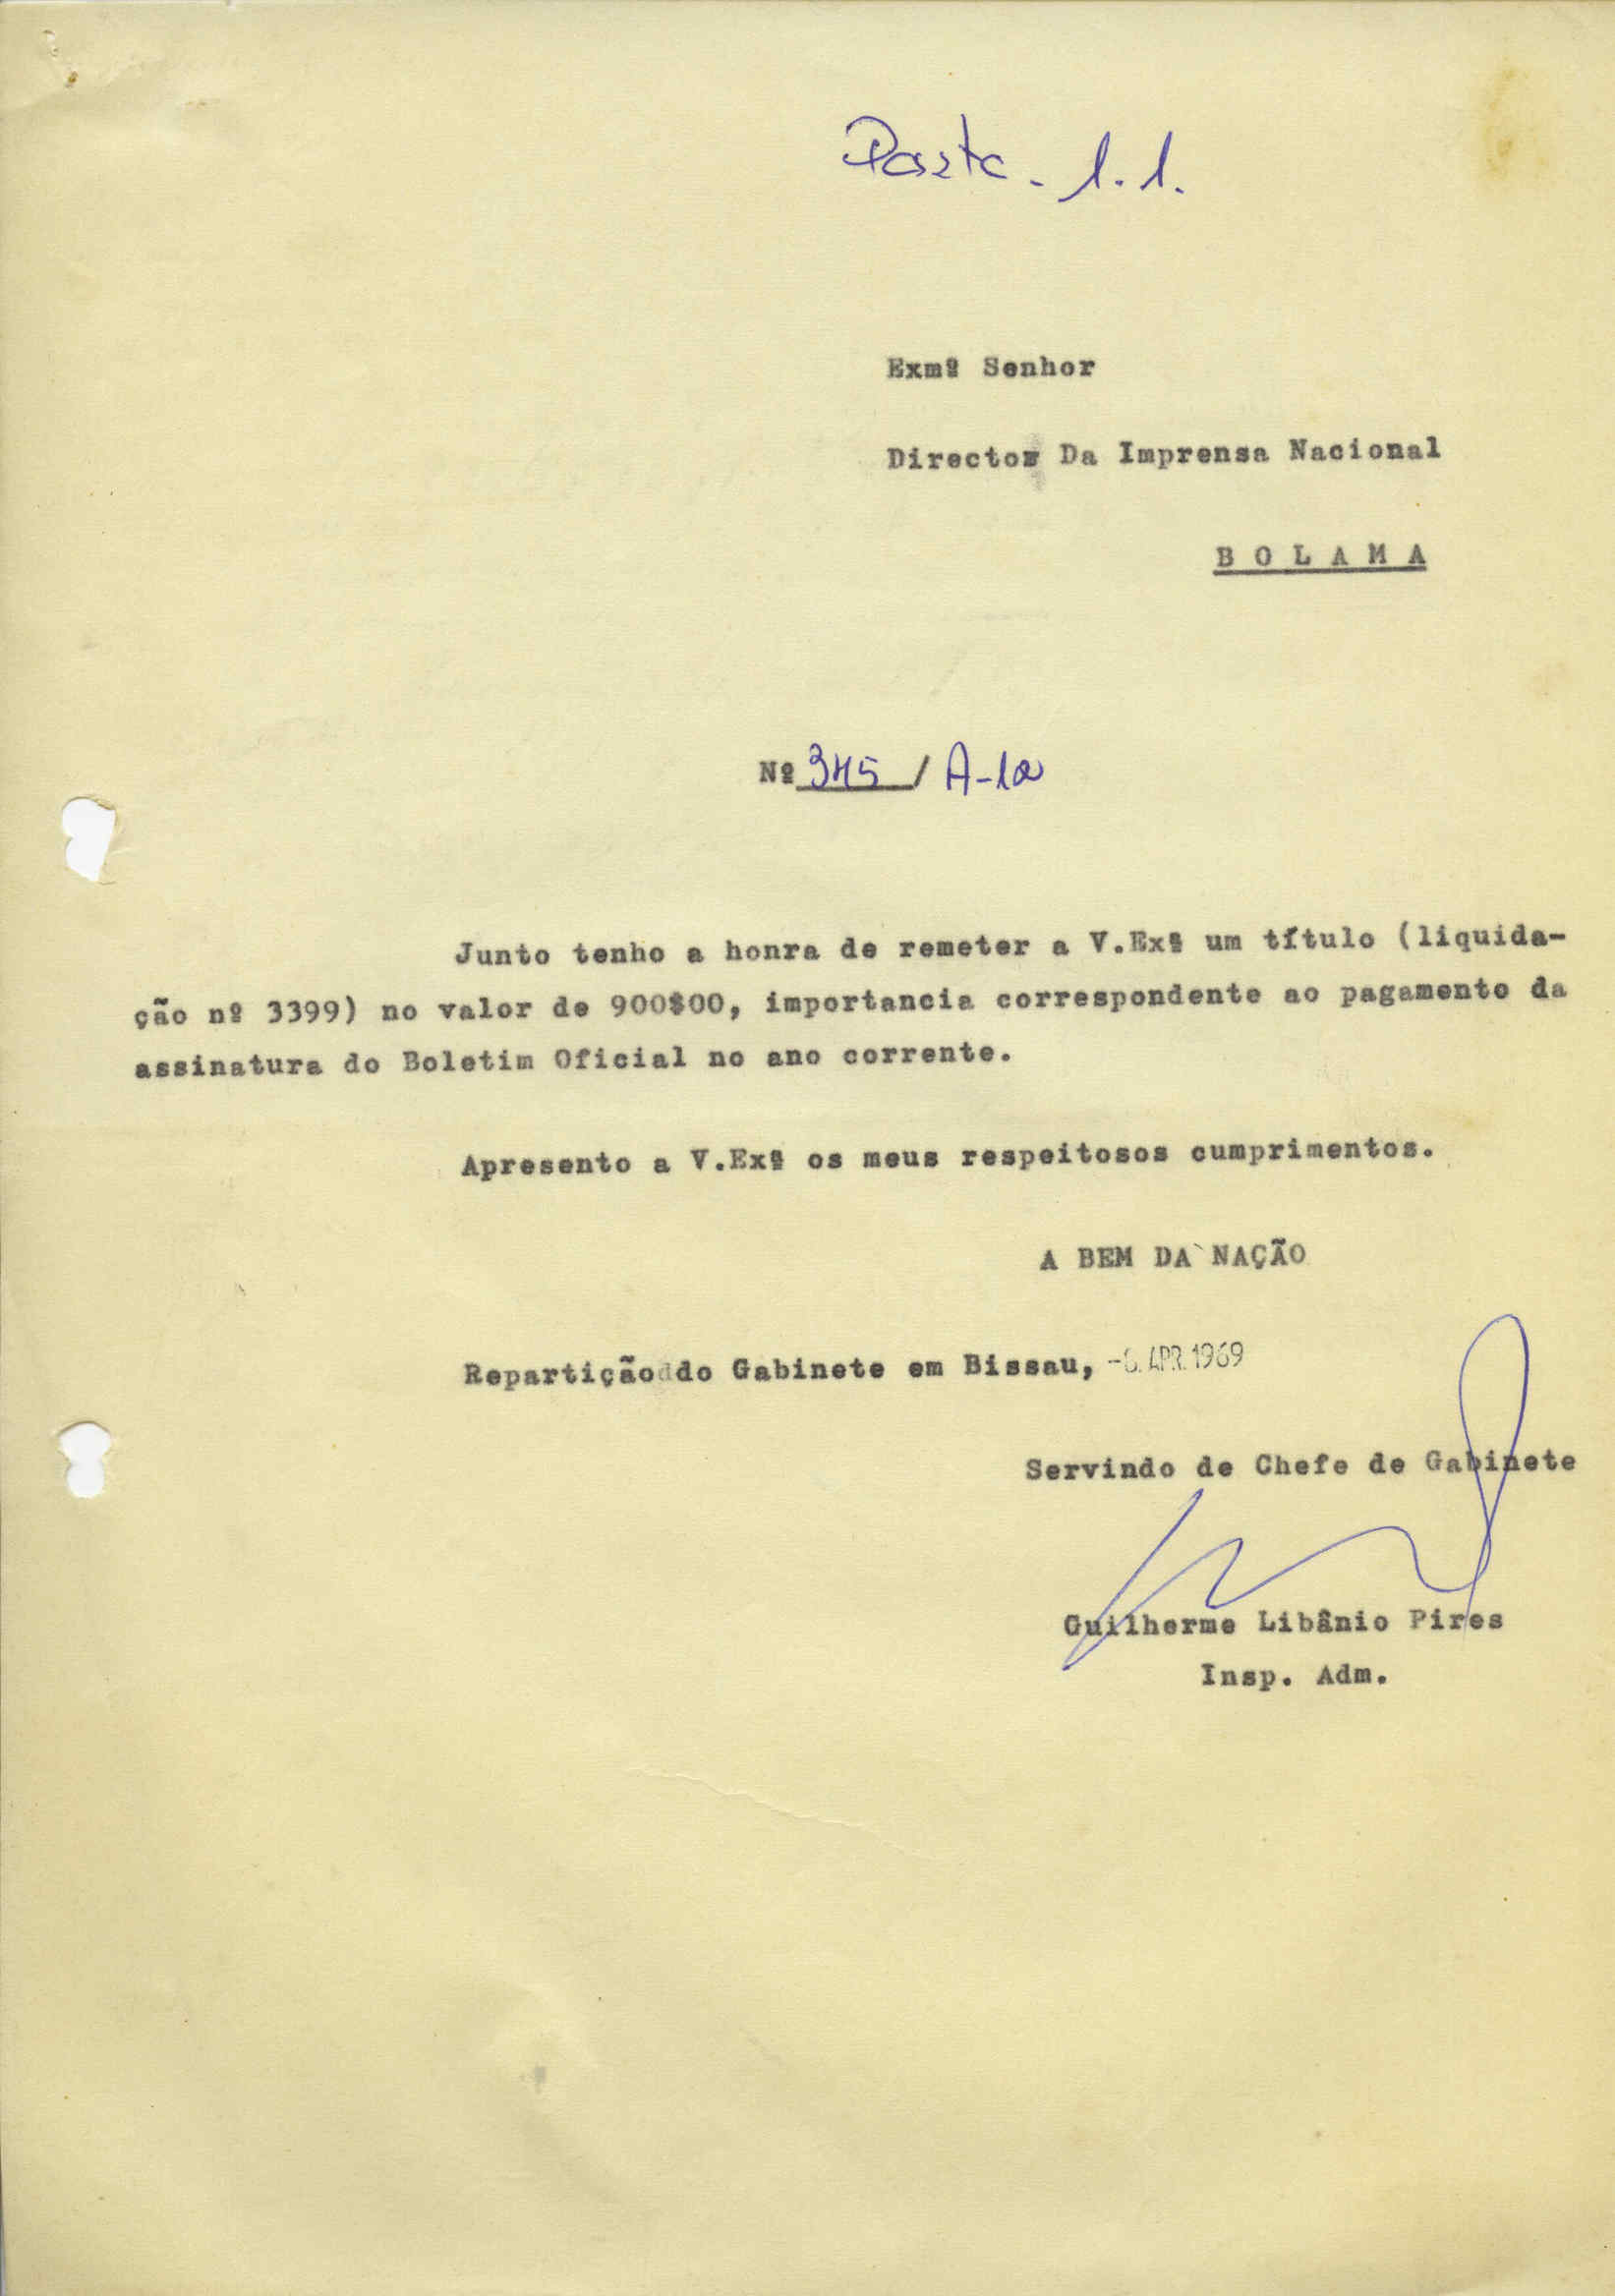 Pasta - 1.1.
Exmº Senhor
Director Da Imprensa Nacional
B O L A M A
Nº 345 / A-1a
Junto tenho a honra de remeter a V.Exª um título (liquida-
ção nº 3399) no valor de 900$00, importancia correspondente ao pagamento da
assinatura do Boletim Oficial no ano corrente.
Apresento a V.Exª os meus respeitosos cumprimentos.
A BEM DA NAÇÃO
Repartição do Gabinete em Bissau, APR. 1969
Servindo de Chefe de Gabinete
Guilherme Libânio Pires
Insp. Adm.